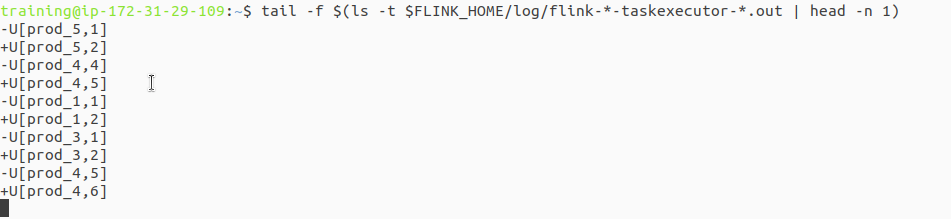 training@ip-172-31-29-109:~$ tail -f $(ls -t $FLINK_HOME/log/flink-*-taskexecutor-*.out | head -n 1)
-U[prod_5,1]
+U[prod_5,2]
-U[prod_4,4]
+U[prod_4,5]
-U[prod_1,1]
+U[prod_1,2]
-U[prod_3,1]
+U[prod_3,2]
-U[prod_4,5]
+U[prod_4,6]